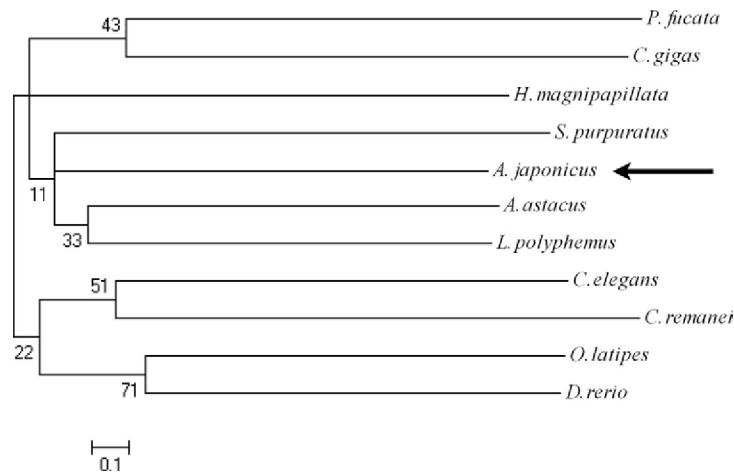 43
P. fucata
C. gigas
H. magnipapillata
S. purpuratus
A. japonicus
11
A. astacus
33
L. polyphemus
51
C. elegans
C. remanei
22
O. latipes
71
D. rerio
0.1